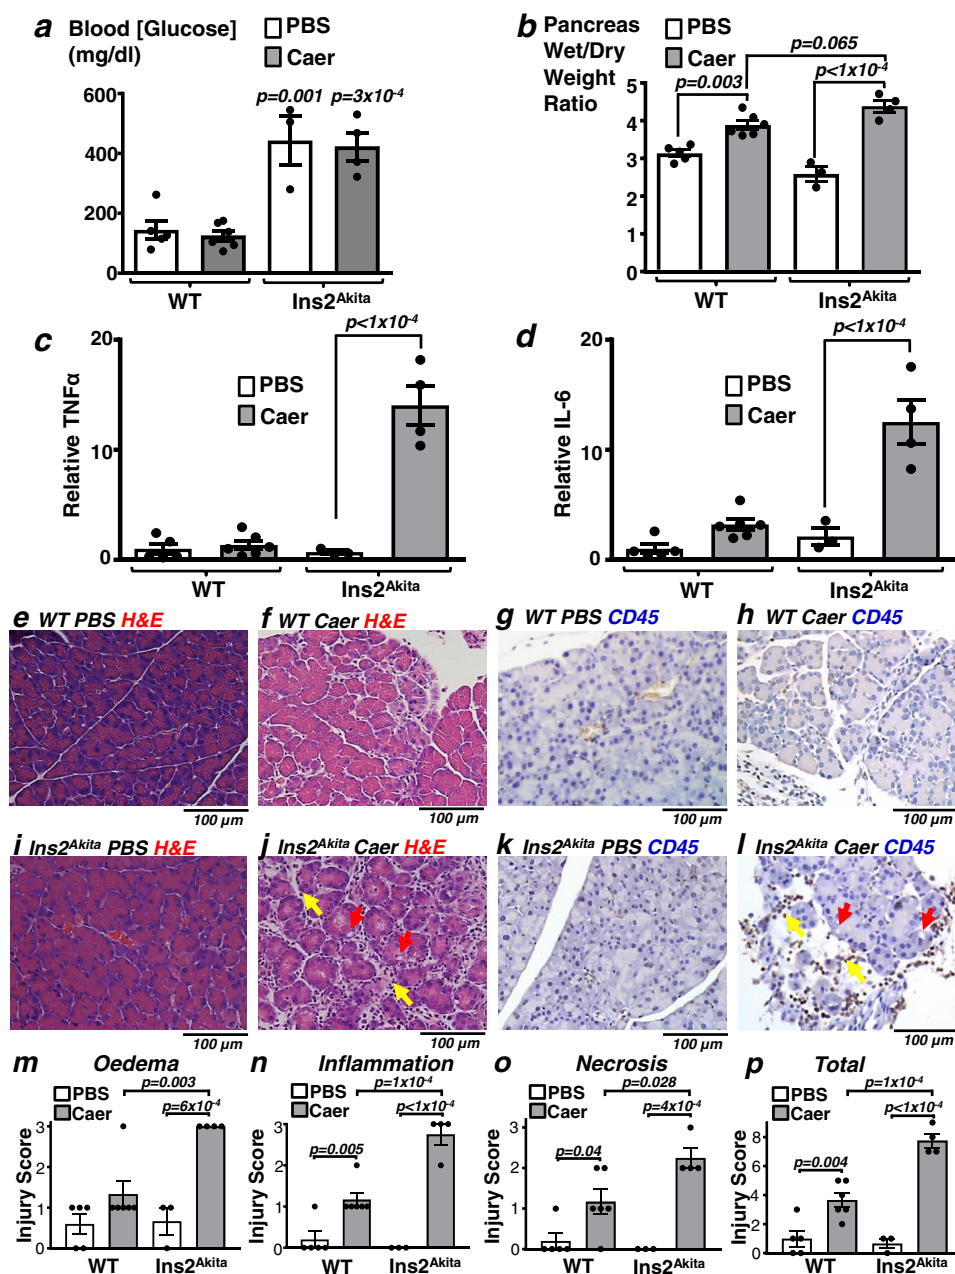 a Blood [Glucose] (mg/dl)
PBS
Caer
p=0.001 p=3x10-4
600
400
200
0
WT Ins2Akita
b Pancreas Wet/Dry Weight Ratio
PBS
Caer
p=0.065
p=0.003
p<1x10-4
5
4
3
2
1
0
WT Ins2Akita
c
Relative TNFα
p<1x10-4
PBS
Caer
20
10
0
WT Ins2Akita
d
Relative IL-6
p<1x10-4
PBS
Caer
20
10
0
WT Ins2Akita
e WT PBS H&E
100 µm
f WT Caer H&E
100 µm
g WT PBS CD45
100 µm
h WT Caer CD45
100 µm
i Ins2Akita PBS H&E
100 µm
j Ins2Akita Caer H&E
100 µm
k Ins2Akita PBS CD45
100 µm
l Ins2Akita Caer CD45
100 µm
m Oedema
PBS
Caer
p=0.003
p=6x10-4
Injury Score
3
2
1
0
WT Ins2Akita
n Inflammation
PBS
Caer
p=1x10-4
p<1x10-4
p=0.005
Injury Score
3
2
1
0
WT Ins2Akita
o Necrosis
PBS
Caer
p=0.028
p=4x10-4
p=0.04
Injury Score
3
2
1
0
WT Ins2Akita
p Total
PBS
Caer
p=1x10-4
p<1x10-4
p=0.004
Injury Score
8
6
4
2
0
WT Ins2Akita